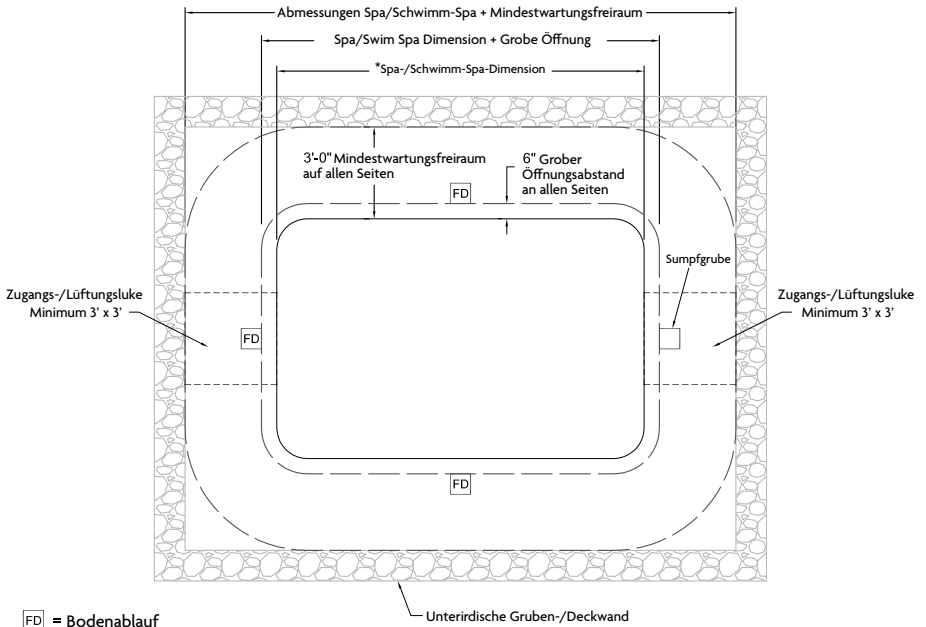 Abmessungen Spa/Schwimm-Spa + Mindestwartungsfreiraum
Spa/Swim Spa Dimension + Grobe Öffnung
*Spa-/Schwimm-Spa-Dimension
3'-0" Mindestwartungsfreiraum
auf allen Seiten
6" Grober
Öffnungsabstand
an allen Seiten
FD
Sumpfgrube
Zugangs-/Lüftungsluke
Minimum 3' x 3'
Zugangs-/Lüftungsluke
Minimum 3' x 3'
FD
FD
Unterirdische Gruben-/Deckwand
FD = Bodenablauf